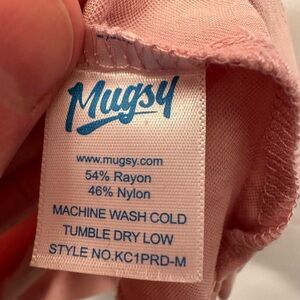 Mugsy
www.mugsy.com
54% Rayon
46% Nylon
MACHINE WASH COLD
TUMBLE DRY LOW
STYLE NO.KC1PRD-M